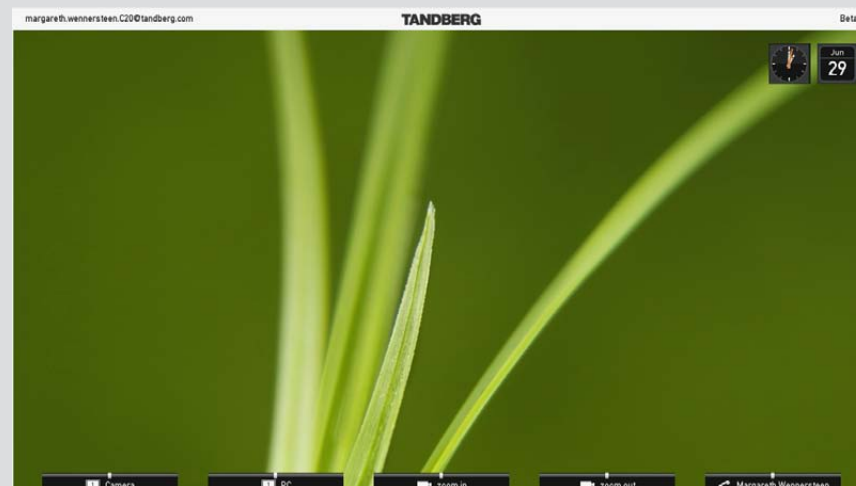 margareth.wennersteen.C20@tandberg.com TANDBERG Beta
Jun
29
Camera PC zoom in zoom out Margareth Wennersteen